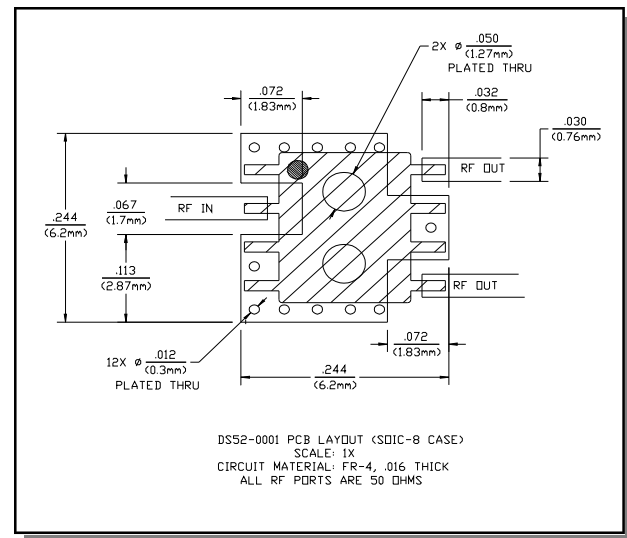 2X ø .050
(1.27mm)
PLATED THRU
.072
(1.83mm)
.032
(0.8mm)
.030
(0.76mm)
RF OUT
.067
(1.7mm)
RF IN
.244
(6.2mm)
.113
(2.87mm)
RF OUT
.072
(1.83mm)
12X ø .012
(0.3mm)
PLATED THRU
.244
(6.2mm)
DS52-0001 PCB LAYOUT (SOIC-8 CASE)
SCALE: 1X
CIRCUIT MATERIAL: FR-4, .016 THICK
ALL RF PORTS ARE 50 OHMS